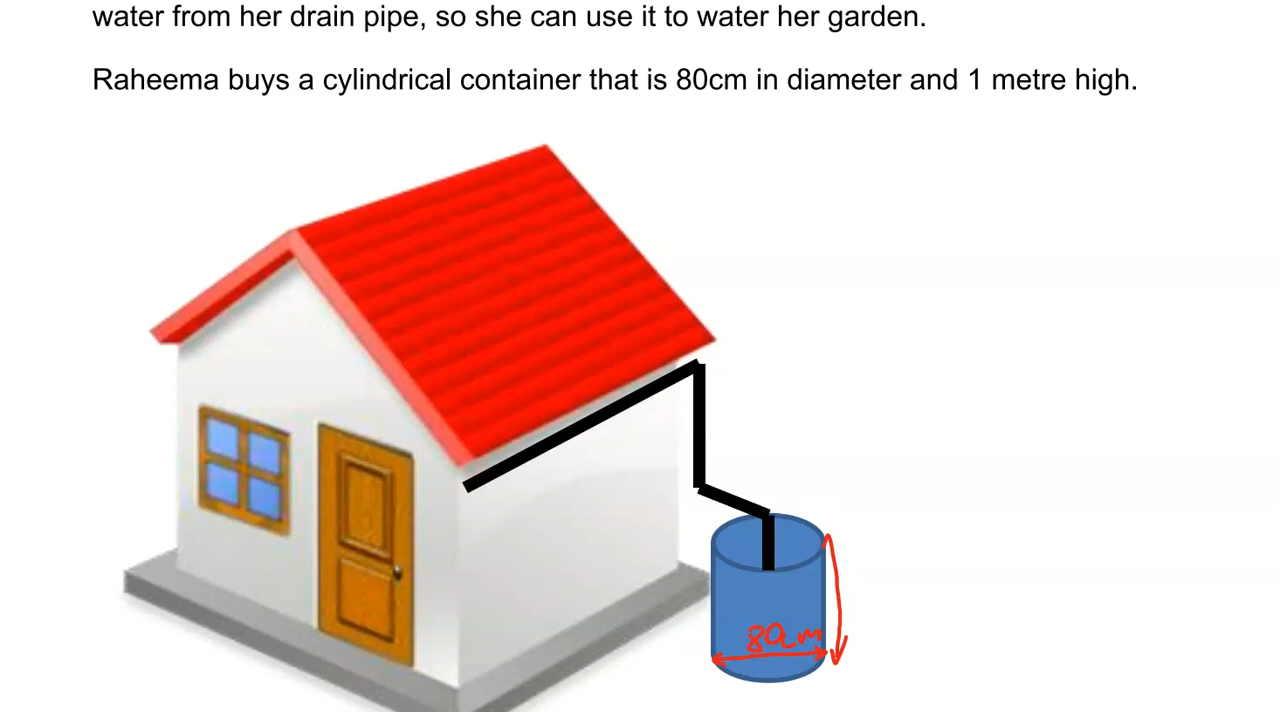 water from her drain pipe, so she can use it to water her garden.
Raheema buys a cylindrical container that is 80cm in diameter and 1 metre high.
80cm